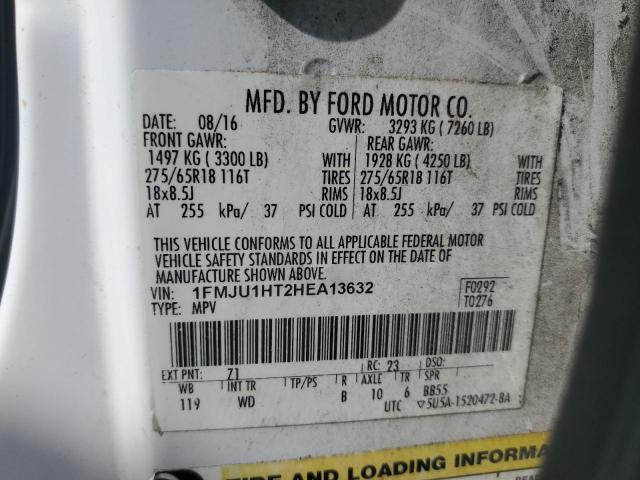 MFD. BY FORD MOTOR CO.
DATE: 08/16 GVWR: 3293 KG ( 7260 LB)
FRONT GAWR: REAR GAWR:
1497 KG ( 3300 LB) WITH 1928 KG ( 4250 LB) WITH
275/65R18 116T TIRES 275/65R18 116T TIRES
18x8.5J RIMS 18x8.5J RIMS
AT 255 kPa/ 37 PSI COLD AT 255 kPa/ 37 PSI COLD
THIS VEHICLE CONFORMS TO ALL APPLICABLE FEDERAL MOTOR
VEHICLE SAFETY STANDARDS IN EFFECT ON THE DATE OF
MANUFACTURE SHOWN ABOVE.
VIN: 1FMJU1HT2HEA13632 F0292
TYPE: MPV T0276
EXT PNT: Z1 RC: 23 DSO:
WB INT TR TP/PS R AXLE TR SPR
119 WD B 10 6 BB55
UTC ▽5U5A-1520472-BA
TIRE AND LOADING INFORMA